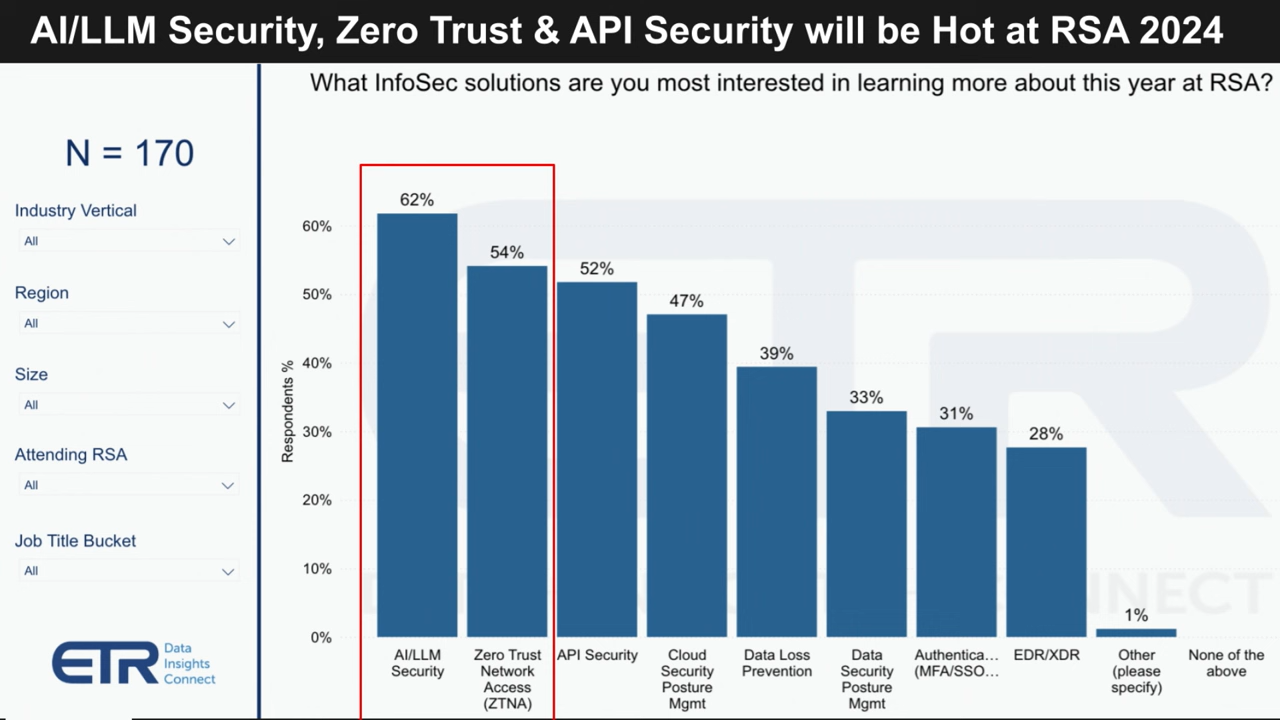 AI/LLM Security, Zero Trust & API Security will be Hot at RSA 2024
What InfoSec solutions are you most interested in learning more about this year at RSA?
N = 170
Industry Vertical
All
Region
All
Size
All
Attending RSA
All
Job Title Bucket
All
ETR
Data
Insights
Connect
Respondents %
60%
50%
40%
30%
20%
10%
0%
62%
54%
52%
47%
39%
33%
31%
28%
1%
AI/LLM
Security
Zero Trust
Network
Access
(ZTNA)
API Security
Cloud
Security
Posture
Mgmt
Data Loss
Prevention
Data
Security
Posture
Mgmt
Authentica...
(MFA/SSO...
EDR/XDR
Other
(please
specify)
None of the
above
ETR